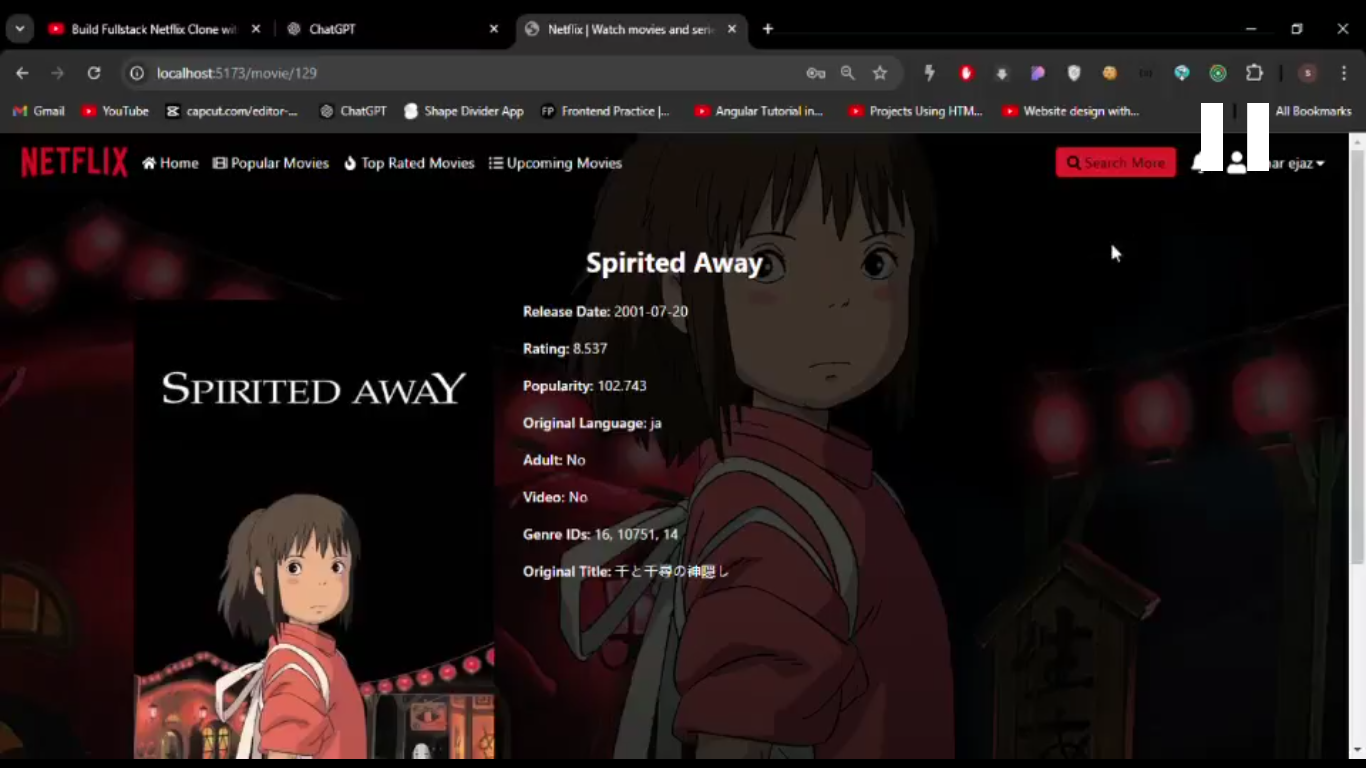 Build Fullstack Netflix Clone wit
ChatGPT
Netflix | Watch movies and seri
localhost:5173/movie/129
Gmail
YouTube
capcut.com/editor-...
ChatGPT
Shape Divider App
Frontend Practice |...
Angular Tutorial in...
Projects Using HTM...
Website design with...
All Bookmarks
NETFLIX
Home
Popular Movies
Top Rated Movies
Upcoming Movies
Search More
ejaz
Spirited Away
Release Date: 2001-07-20
Rating: 8.537
Popularity: 102.743
Original Language: ja
Adult: No
Video: No
Genre IDs: 16, 10751, 14
Original Title: 千と千尋の神隠し
SPIRITED AWAY